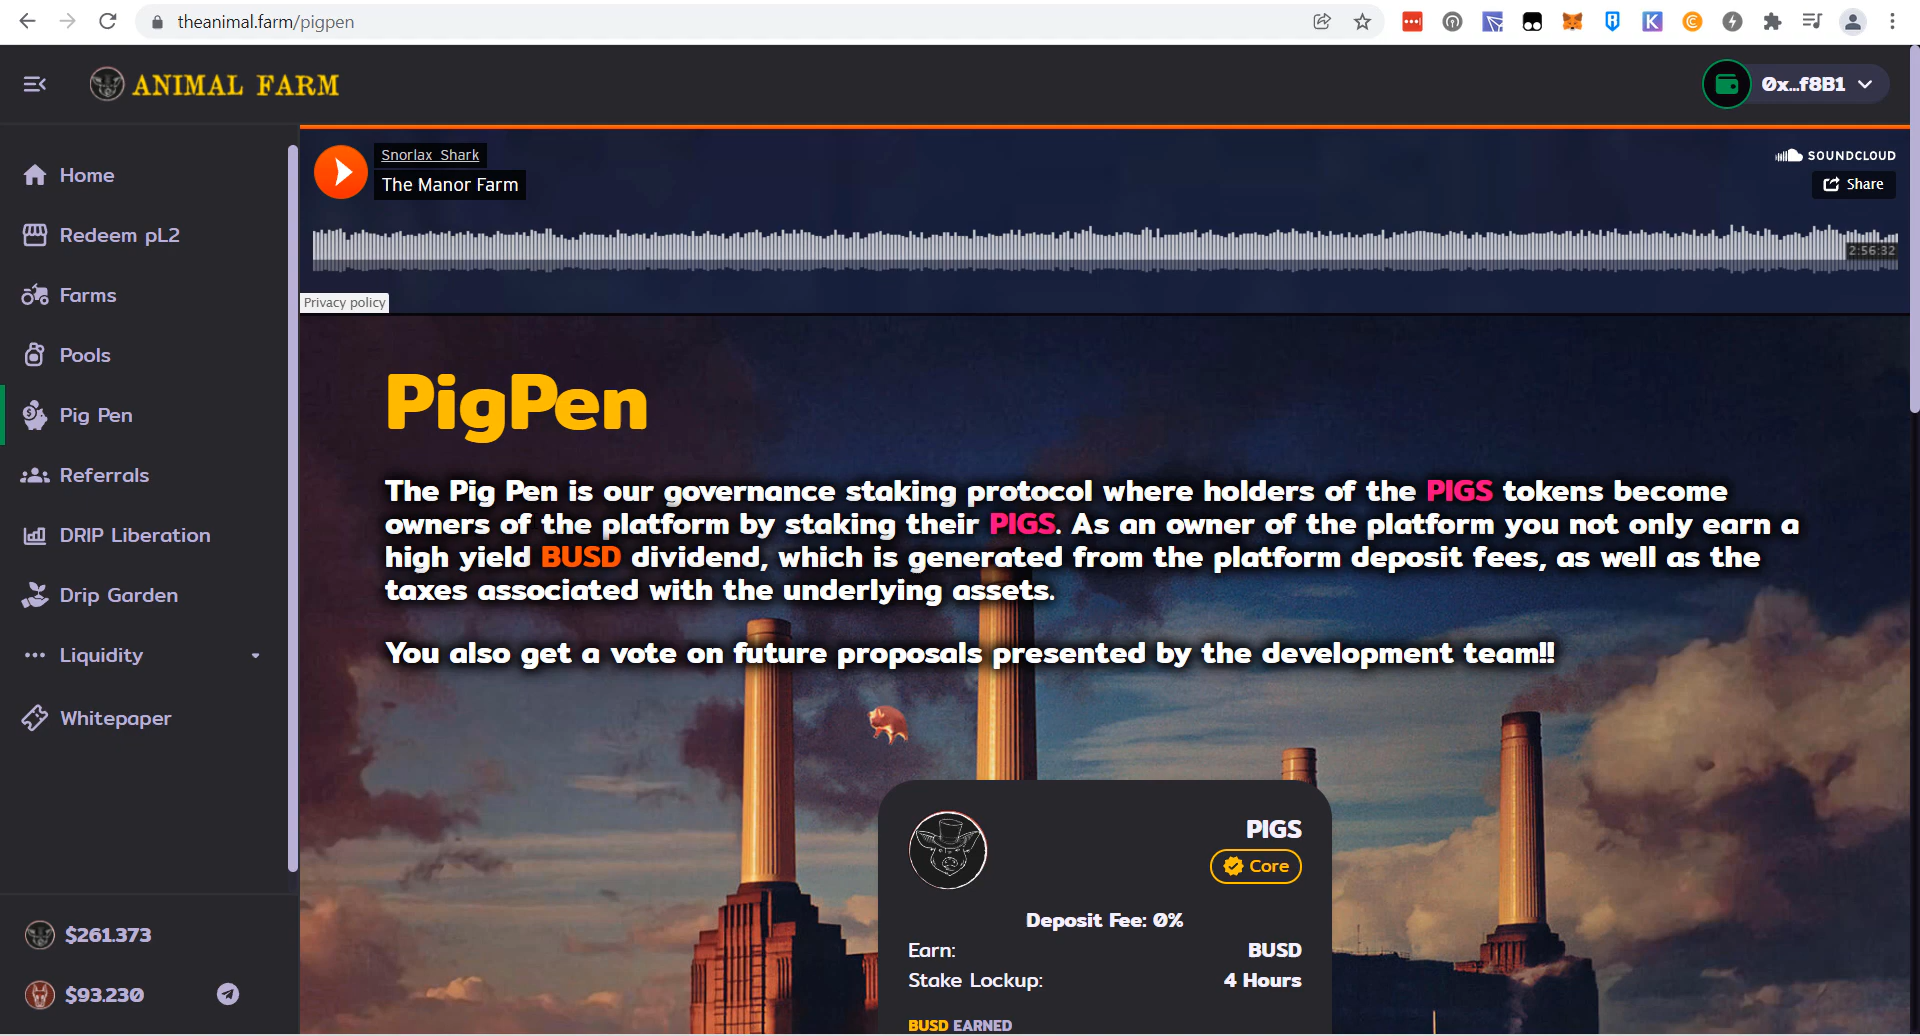 theanimal.farm/pigpen
ANIMAL FARM
0x...f8B1
Home
Redeem pL2
Farms
Pools
Pig Pen
Referrals
DRIP Liberation
Drip Garden
Liquidity
Whitepaper
$261.373
$93.230
Snorlax_Shark
The Manor Farm
SOUNDCLOUD
Share
2:56:32
Privacy policy
PigPen
The Pig Pen is our governance staking protocol where holders of the PIGS tokens become
owners of the platform by staking their PIGS. As an owner of the platform you not only earn a
high yield BUSD dividend, which is generated from the platform deposit fees, as well as the
taxes associated with the underlying assets.
You also get a vote on future proposals presented by the development team!!
PIGS
Core
Deposit Fee: 0%
Earn: BUSD
Stake Lockup: 4 Hours
BUSD EARNED